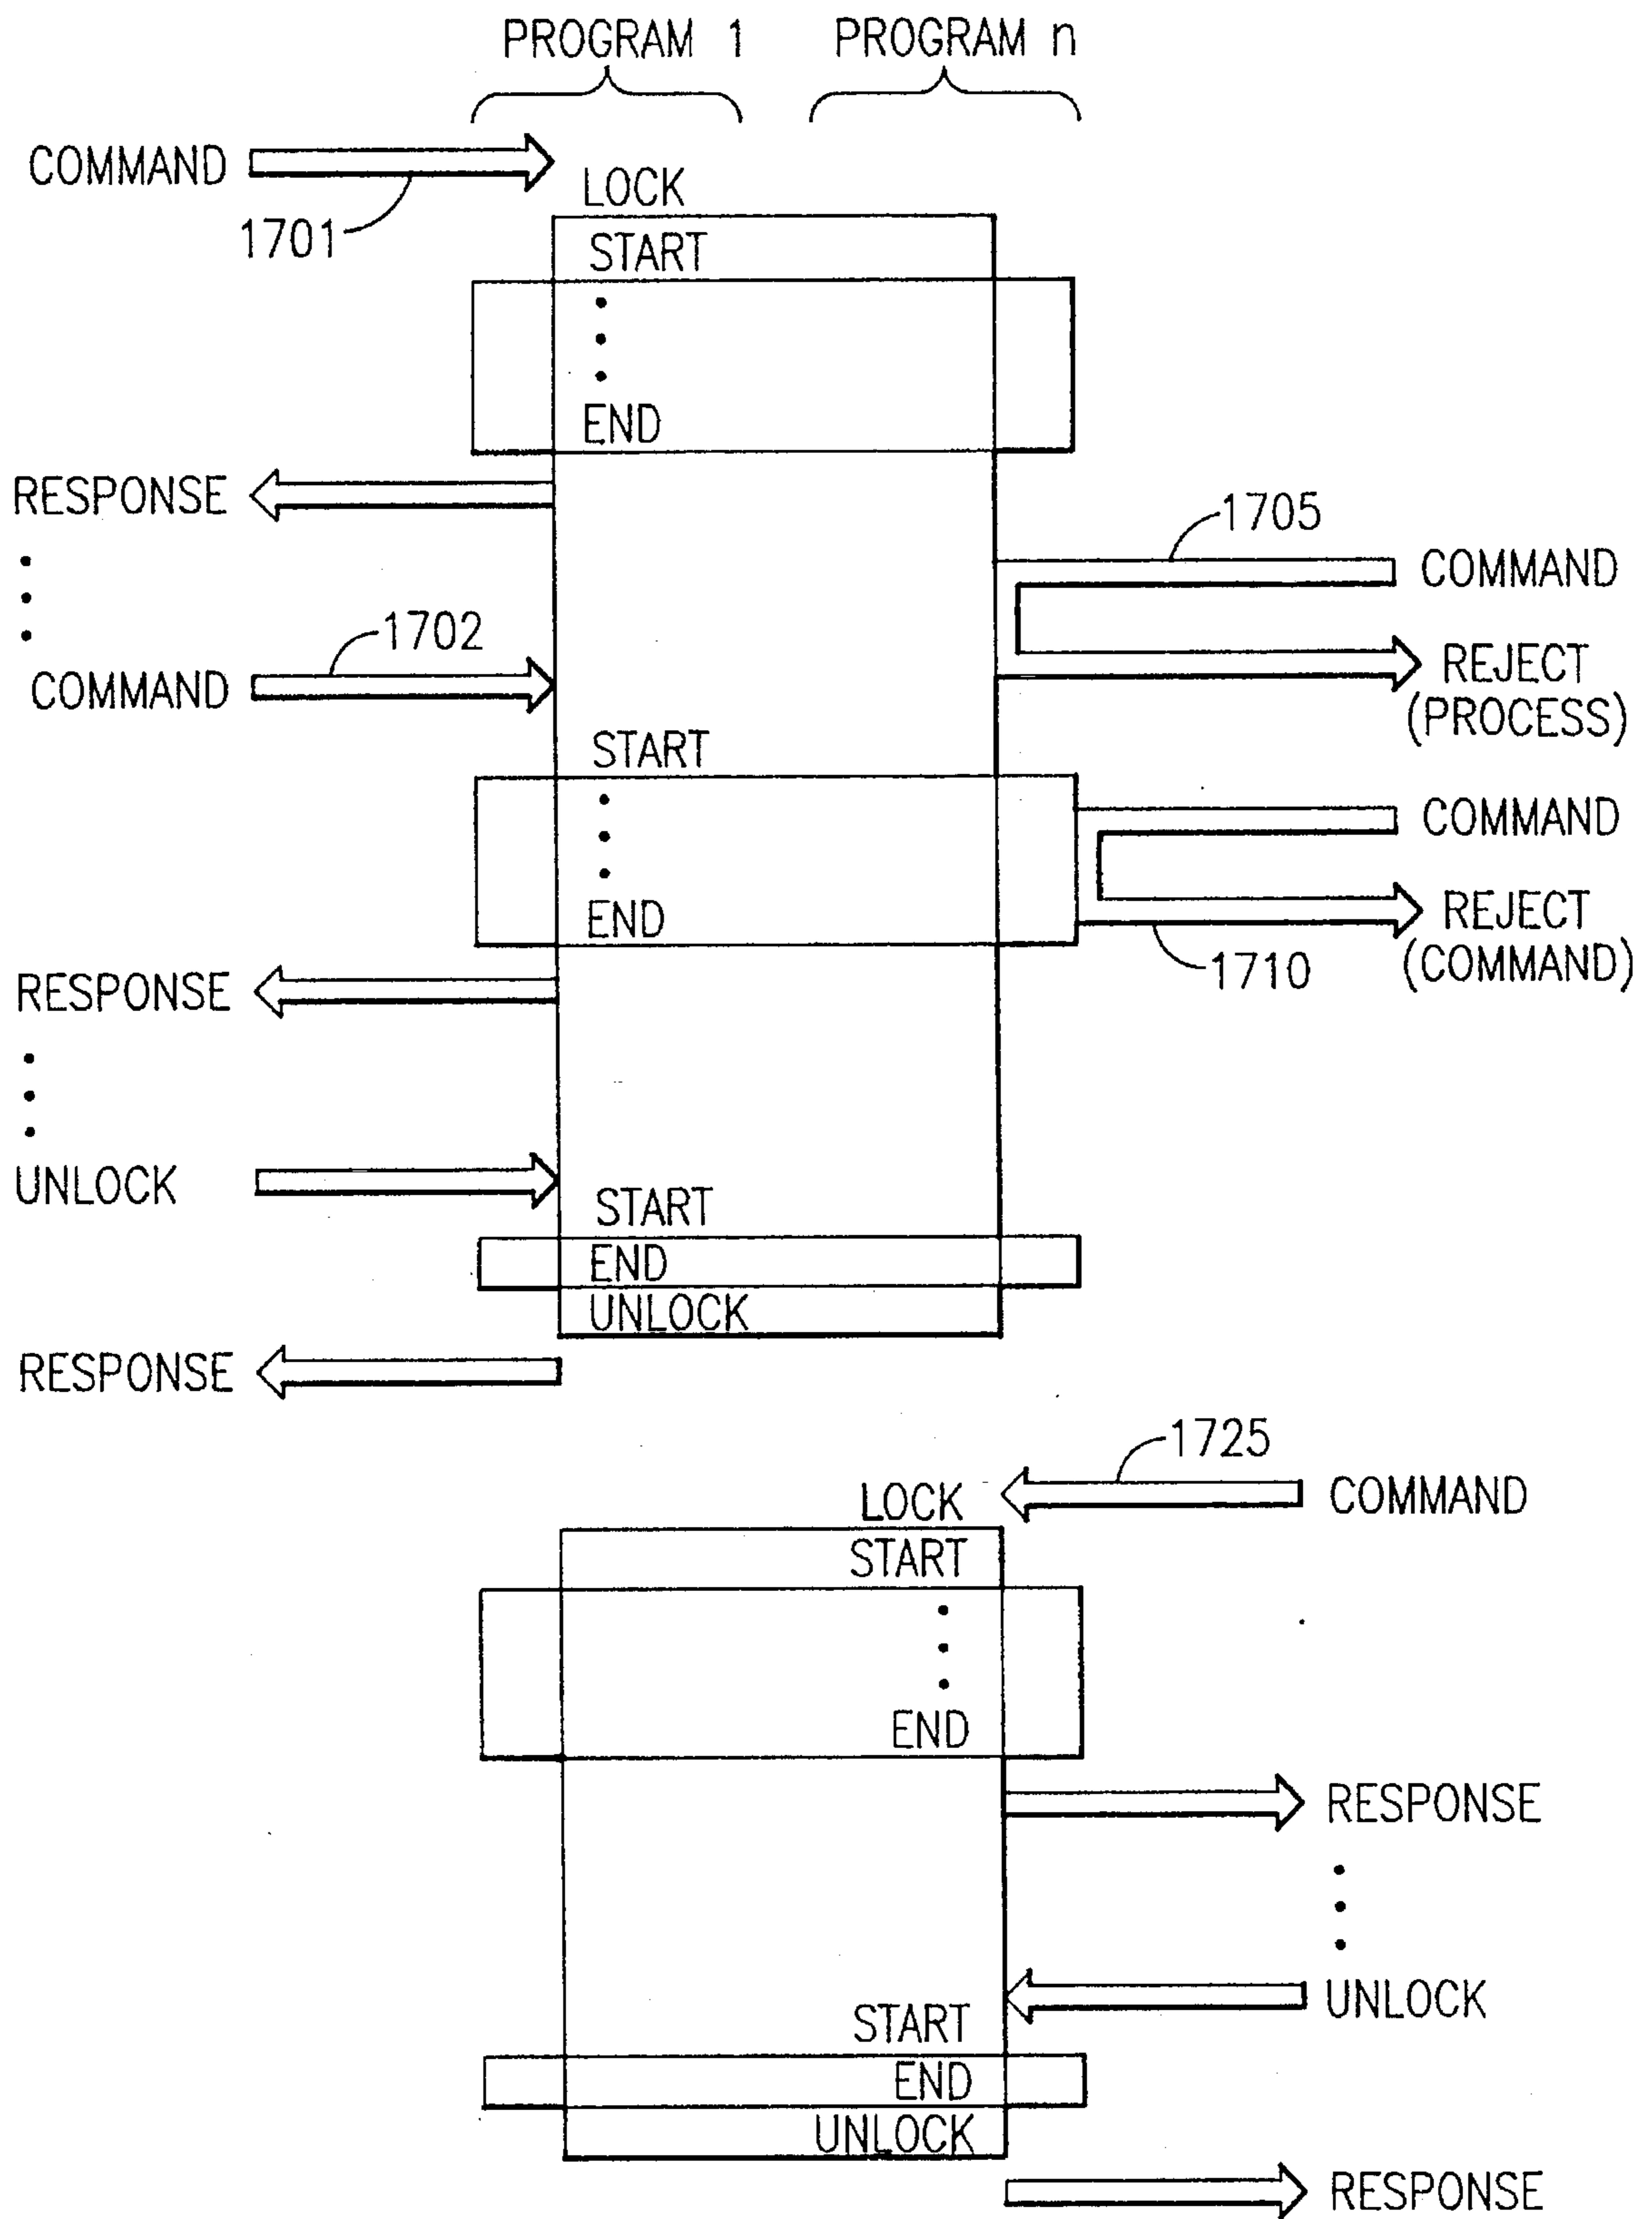 PROGRAM 1 PROGRAM n
COMMAND
1701
LOCK
START
END
RESPONSE
1705
COMMAND
1702
COMMAND
REJECT
(PROCESS)
START
COMMAND
END
REJECT
(COMMAND)
1710
RESPONSE
UNLOCK
START
END
UNLOCK
RESPONSE
1725
LOCK
COMMAND
START
END
RESPONSE
UNLOCK
START
END
UNLOCK
RESPONSE